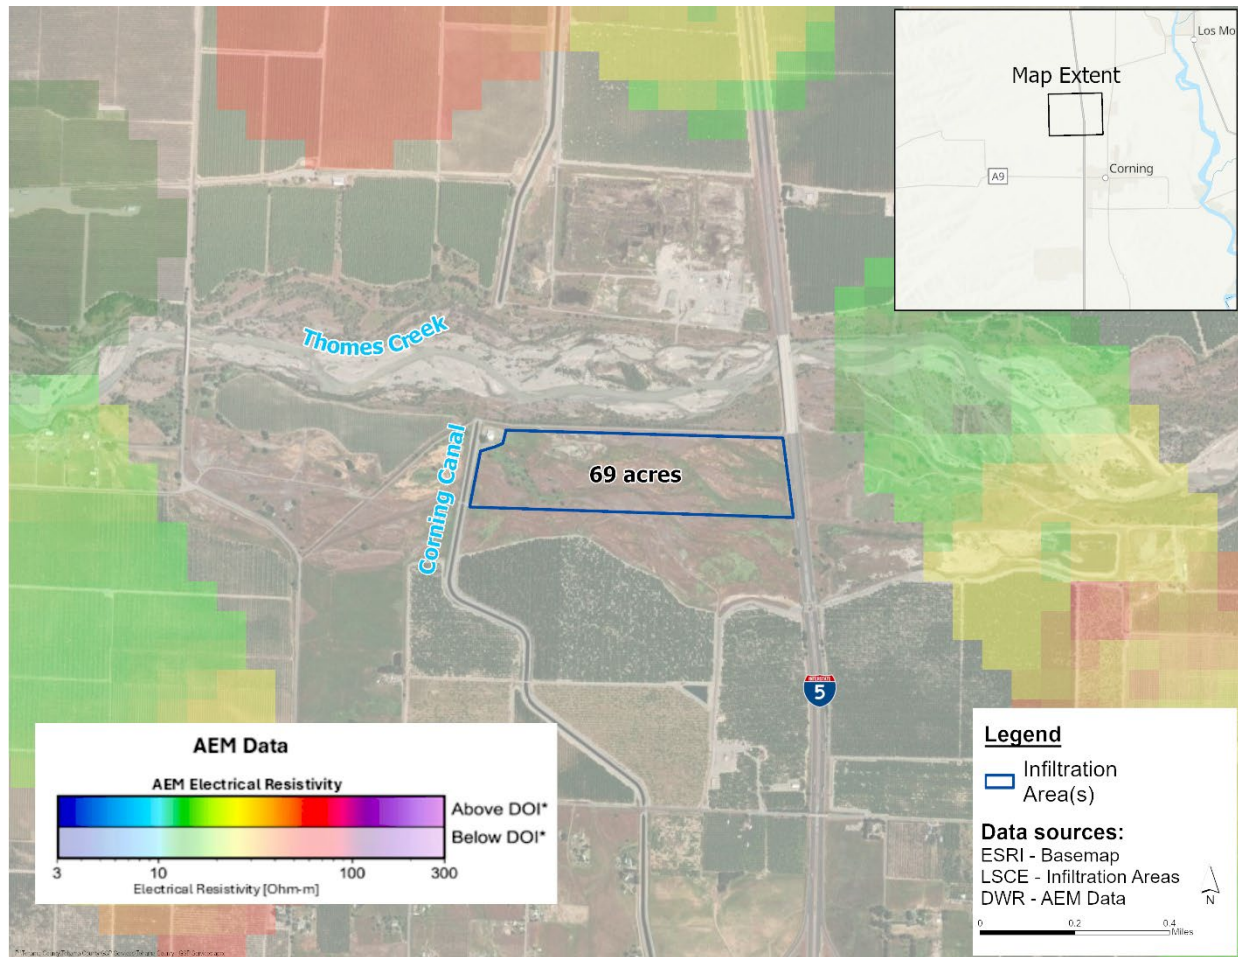 Los Mo
Map Extent
A9
Corning
Thomes Creek
Corning Canal
69 acres
INTERSTATE
5
AEM Data
AEM Electrical Resistivity
Above DOI*
Below DOI*
3 10 100 300
Electrical Resistivity [Ohm-m]
Legend
Infiltration
Area(s)
Data sources:
ESRI - Basemap
LSCE - Infiltration Areas
DWR - AEM Data
N
0 0.2 0.4
Miles